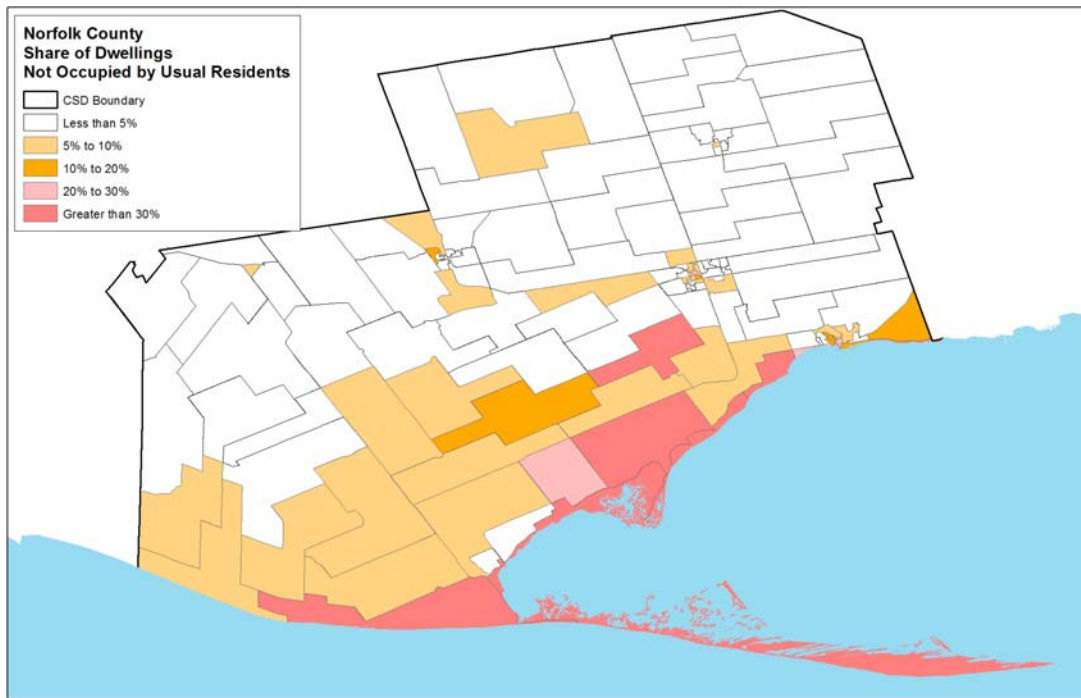 Norfolk County
Share of Dwellings
Not Occupied by Usual Residents
CSD Boundary
Less than 5%
5% to 10%
10% to 20%
20% to 30%
Greater than 30%